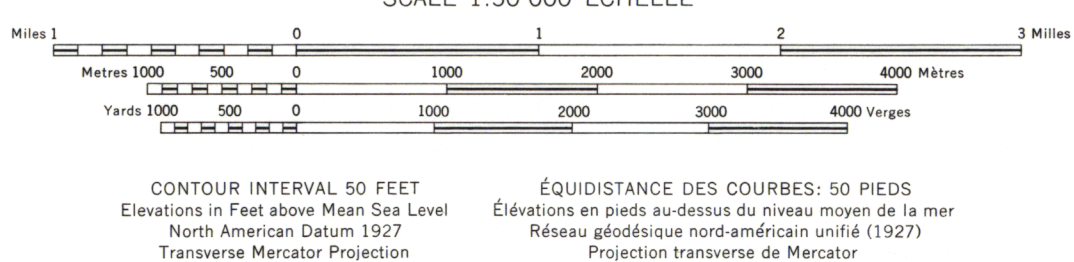 SCALE 1:50 000 ÉCHELLE
Miles 1 0 1 2 3 Milles
Metres 1000 500 0 1000 2000 3000 4000 Mètres
Yards 1000 500 0 1000 2000 3000 4000 Verges
CONTOUR INTERVAL 50 FEET
Elevations in Feet above Mean Sea Level
North American Datum 1927
Transverse Mercator Projection
ÉQUIDISTANCE DES COURBES: 50 PIEDS
Élévations en pieds au-dessus du niveau moyen de la mer
Réseau géodésique nord-américain unifié (1927)
Projection transverse de Mercator